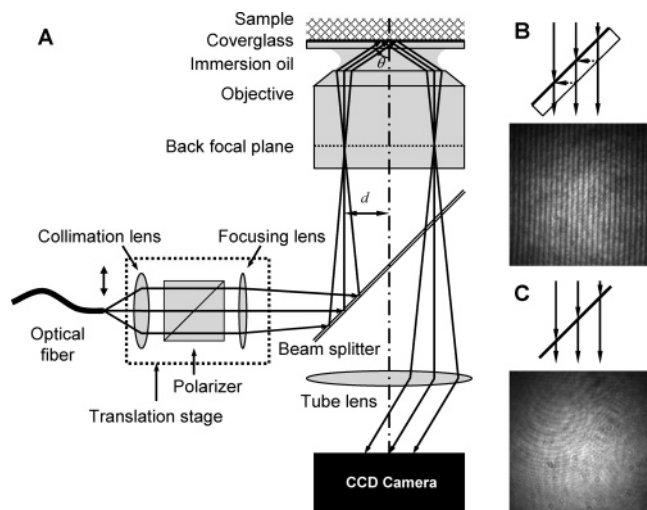 A
Sample
Coverglass
Immersion oil
θ
Objective
Back focal plane
d
Collimation lens
Focusing lens
Optical
fiber
Beam splitter
Polarizer
Translation stage
Tube lens
CCD Camera
B
C